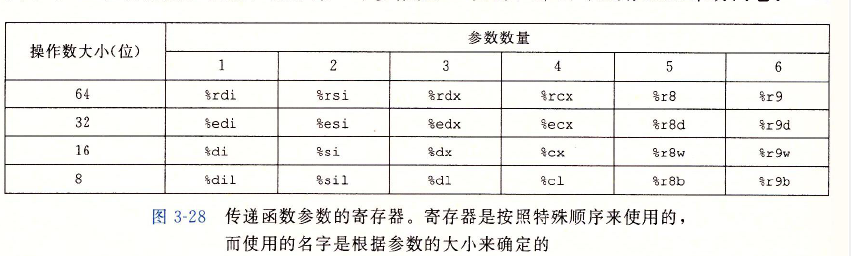 操作数大小(位) 参数数量
1 2 3 4 5 6
64 %rdi %rsi %rdx %rcx %r8 %r9
32 %edi %esi %edx %ecx %r8d %r9d
16 %di %si %dx %cx %r8w %r9w
8 %dil %sil %dl %cl %r8b %r9b
图 3-28 传递函数参数的寄存器。寄存器是按照特殊顺序来使用的，
而使用的名字是根据参数的大小来确定的